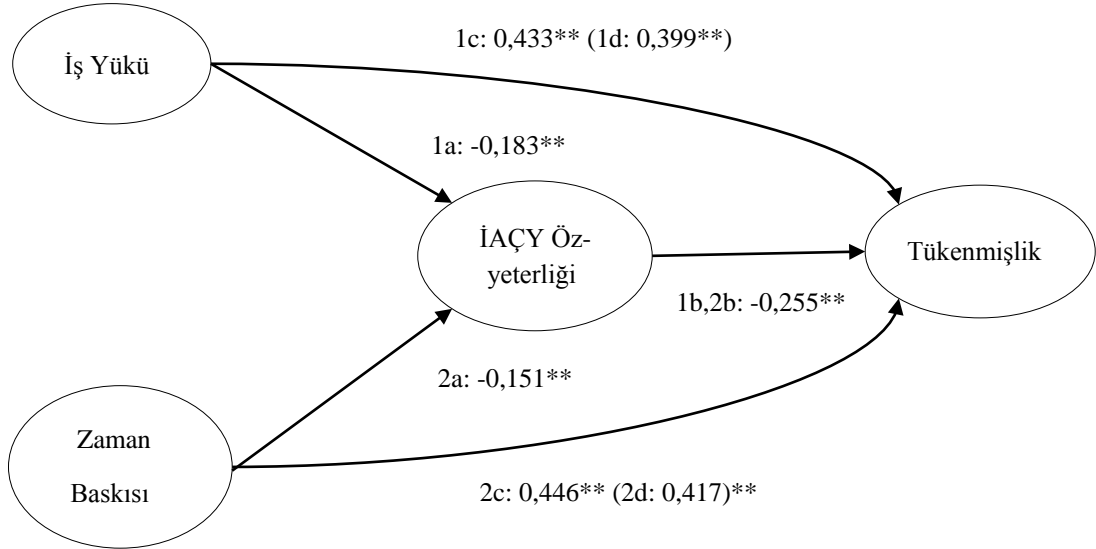 1c: 0,433** (1d: 0,399**)
İş Yükü
1a: -0,183**
İAÇY Öz-
yeterliği
Tükenmişlik
1b,2b: -0,255**
2a: -0,151**
Zaman
Baskısı
2c: 0,446** (2d: 0,417)**